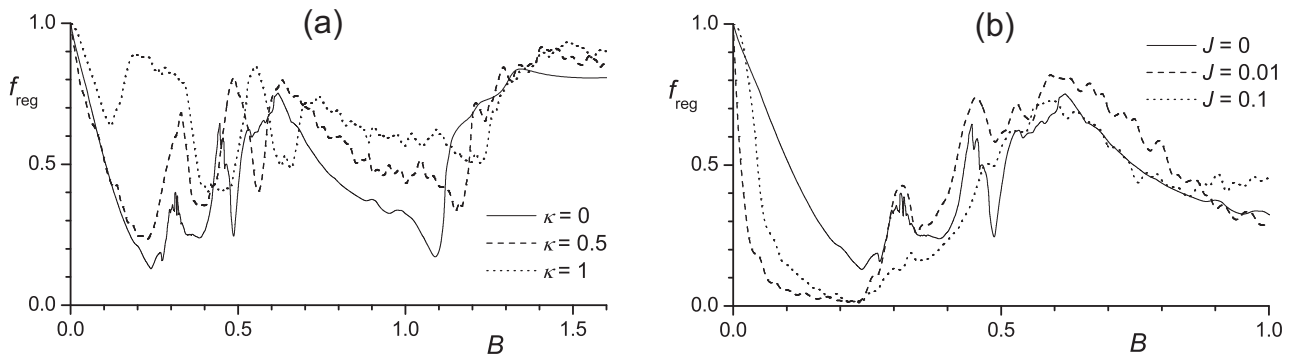 (a)
1.0
f_reg
0.5
0.0
0.0
0.5
1.0
1.5
B
κ = 0
κ = 0.5
κ = 1
(b)
1.0
f_reg
0.5
0.0
0.0
0.5
1.0
B
J = 0
J = 0.01
J = 0.1